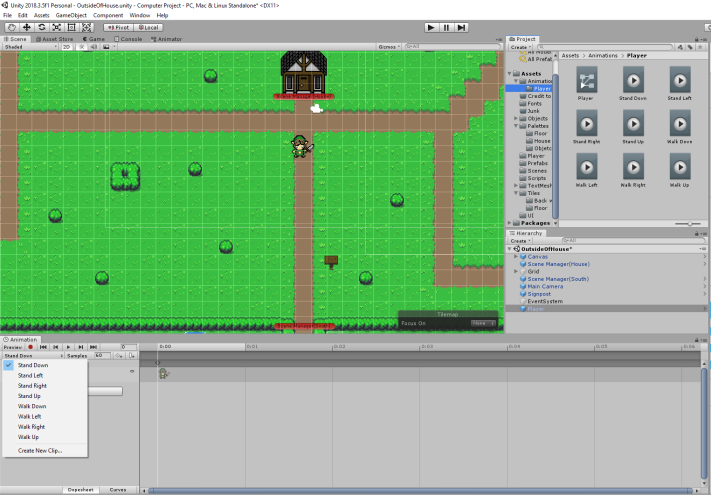 Unity 2018.3.5f1 Personal - OutsideOfHouse.unity - Computer Project - PC, Mac & Linux Standalone* <DX11>
File Edit Assets GameObject Component Window Help
Pivot Local
Scene Asset Store Game Console Animator
Shaded 2D Gizmos All
Tilemap
Focus On None
Project
Create
All Prefab
Assets
Animation
Player
Credit to
Fonts
Junk
Objects
Palettes
Floor
House
Objects
Player
Prefabs
Scenes
Scripts
TextMesh
Tiles
Back w
Floor
UI
Packages
Assets > Animations > Player
Player Stand Down Stand Left
Stand Right Stand Up Walk Down
Walk Left Walk Right Walk Up
Hierarchy
Create All
OutsideOfHouse*
Canvas
Scene Manager(House)
Grid
Scene Manager(South)
Main Camera
Signpost
EventSystem
Player
Animation
Preview 0 0:00 0:02 0:03 0:04 0:05 0:06
Stand Down Samples 60
Stand Down
Stand Left
Stand Right
Stand Up
Walk Down
Walk Left
Walk Right
Walk Up
Create New Clip...
Dopesheet Curves